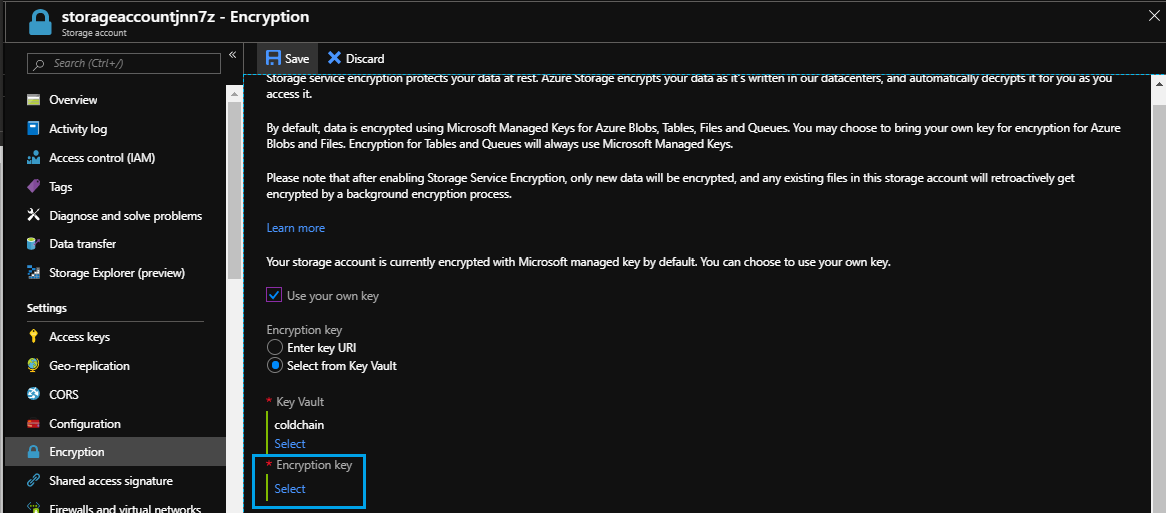 storageaccountjnn7z - Encryption
Storage account
Search (Ctrl+/)
«
Overview
Activity log
Access control (IAM)
Tags
Diagnose and solve problems
Data transfer
Storage Explorer (preview)
Settings
Access keys
Geo-replication
CORS
Configuration
Encryption
Shared access signature
Firewalls and virtual networks
Save
Discard
Storage service encryption protects your data at rest. Azure Storage encrypts your data as it's written in our datacenters, and automatically decrypts it for you as you
access it.
By default, data is encrypted using Microsoft Managed Keys for Azure Blobs, Tables, Files and Queues. You may choose to bring your own key for encryption for Azure
Blobs and Files. Encryption for Tables and Queues will always use Microsoft Managed Keys.
Please note that after enabling Storage Service Encryption, only new data will be encrypted, and any existing files in this storage account will retroactively get
encrypted by a background encryption process.
Learn more
Your storage account is currently encrypted with Microsoft managed key by default. You can choose to use your own key.
Use your own key
Encryption key
Enter key URI
Select from Key Vault
* Key Vault
coldchain
Select
* Encryption key
Select